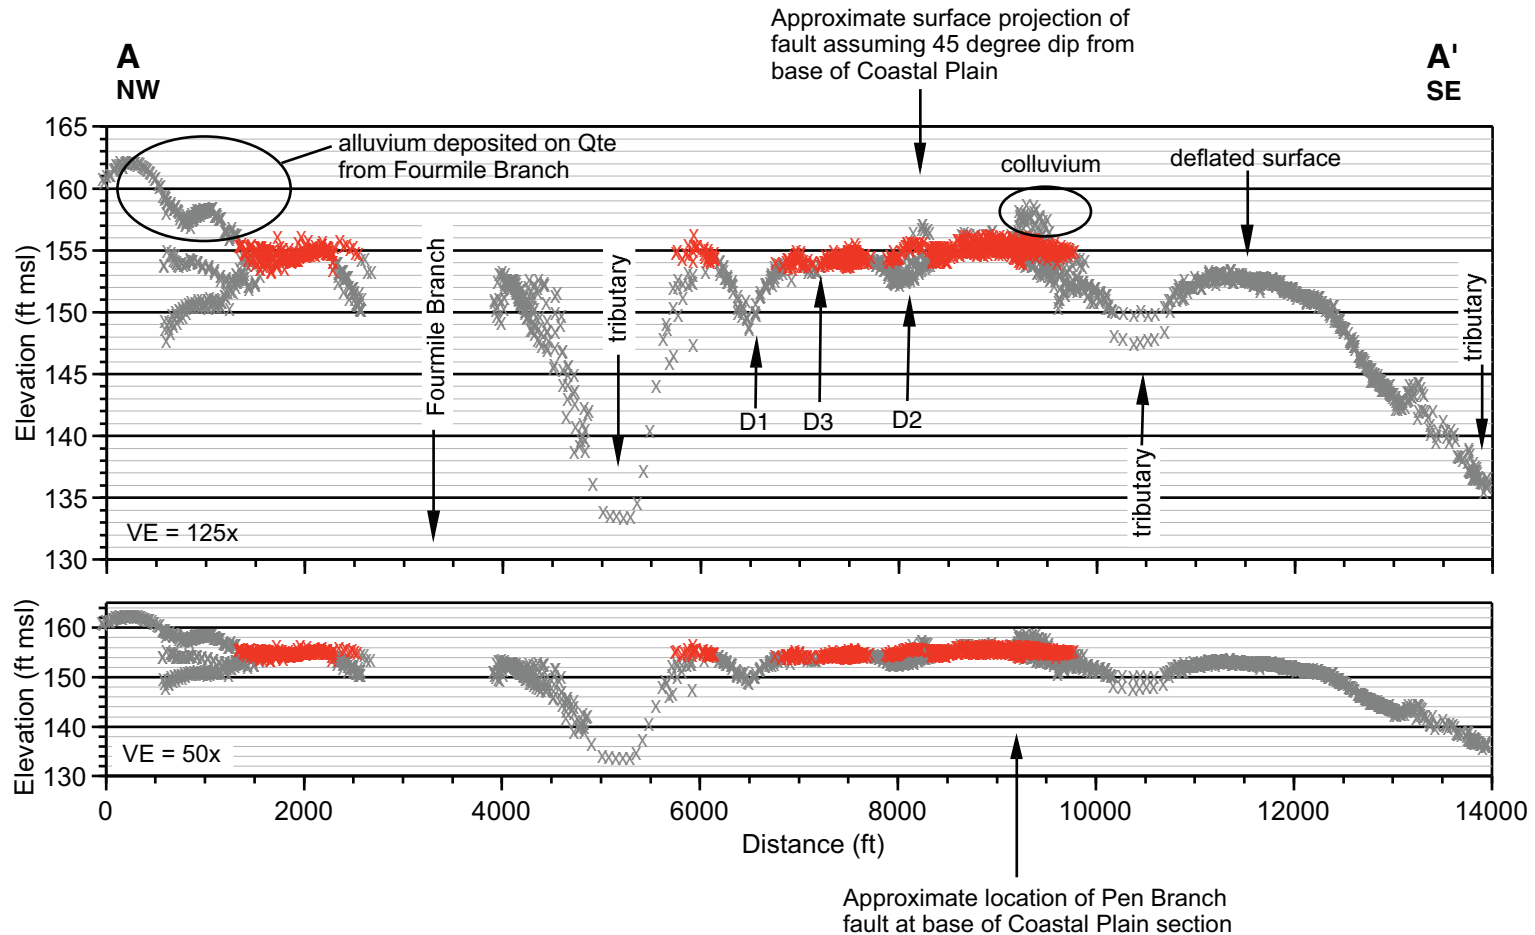 Approximate surface projection of
fault assuming 45 degree dip from
base of Coastal Plain
A
NW
A'
SE
alluvium deposited on Qte
from Fourmile Branch
colluvium
deflated surface
Elevation (ft msl)
165
160
155
150
145
140
135
130
Fourmile Branch
tributary
D1
D3
D2
tributary
tributary
VE = 125x
Elevation (ft msl)
160
150
140
130
VE = 50x
0
2000
4000
6000
8000
10000
12000
14000
Distance (ft)
Approximate location of Pen Branch
fault at base of Coastal Plain section